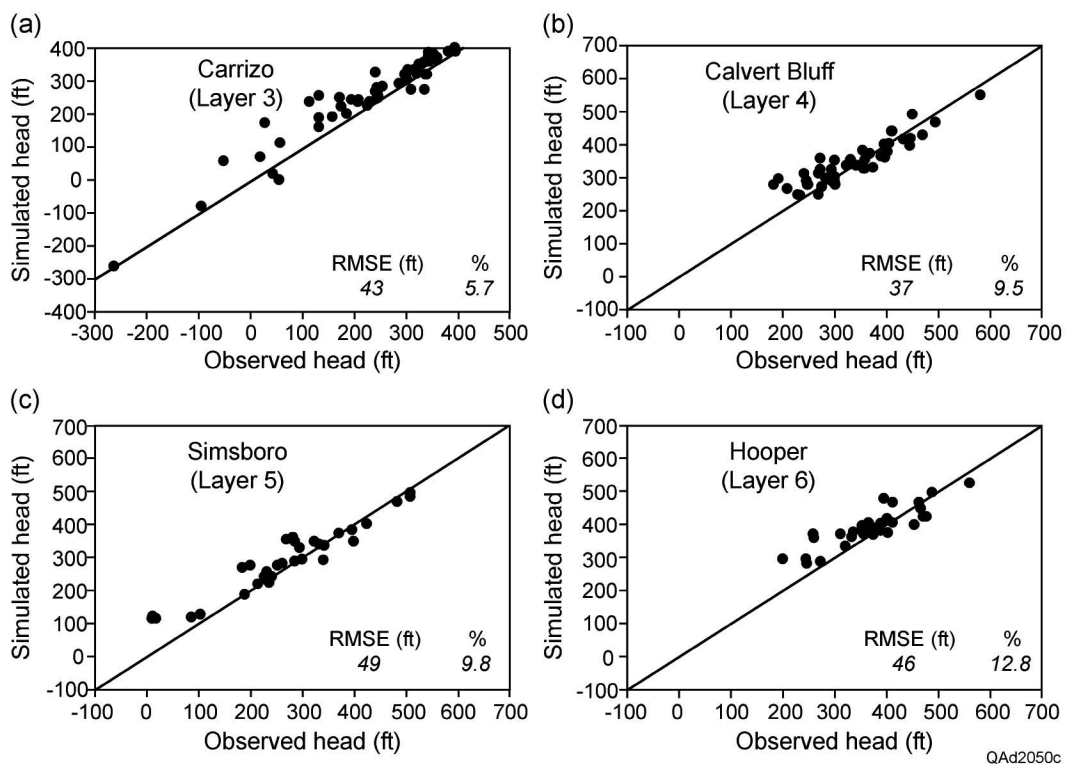 (a)
Carrizo
(Layer 3)
400
300
200
100
0
-100
-200
-300
-400
Simulated head (ft)
RMSE (ft) %
43 5.7
-300 -200 -100 0 100 200 300 400 500
Observed head (ft)
(b)
Calvert Bluff
(Layer 4)
700
600
500
400
300
200
100
0
-100
Simulated head (ft)
RMSE (ft) %
37 9.5
-100 0 100 200 300 400 500 600 700
Observed head (ft)
(c)
Simsboro
(Layer 5)
700
600
500
400
300
200
100
0
-100
Simulated head (ft)
RMSE (ft) %
49 9.8
-100 0 100 200 300 400 500 600 700
Observed head (ft)
(d)
Hooper
(Layer 6)
700
600
500
400
300
200
100
0
-100
Simulated head (ft)
RMSE (ft) %
46 12.8
-100 0 100 200 300 400 500 600 700
Observed head (ft)
QAd2050c